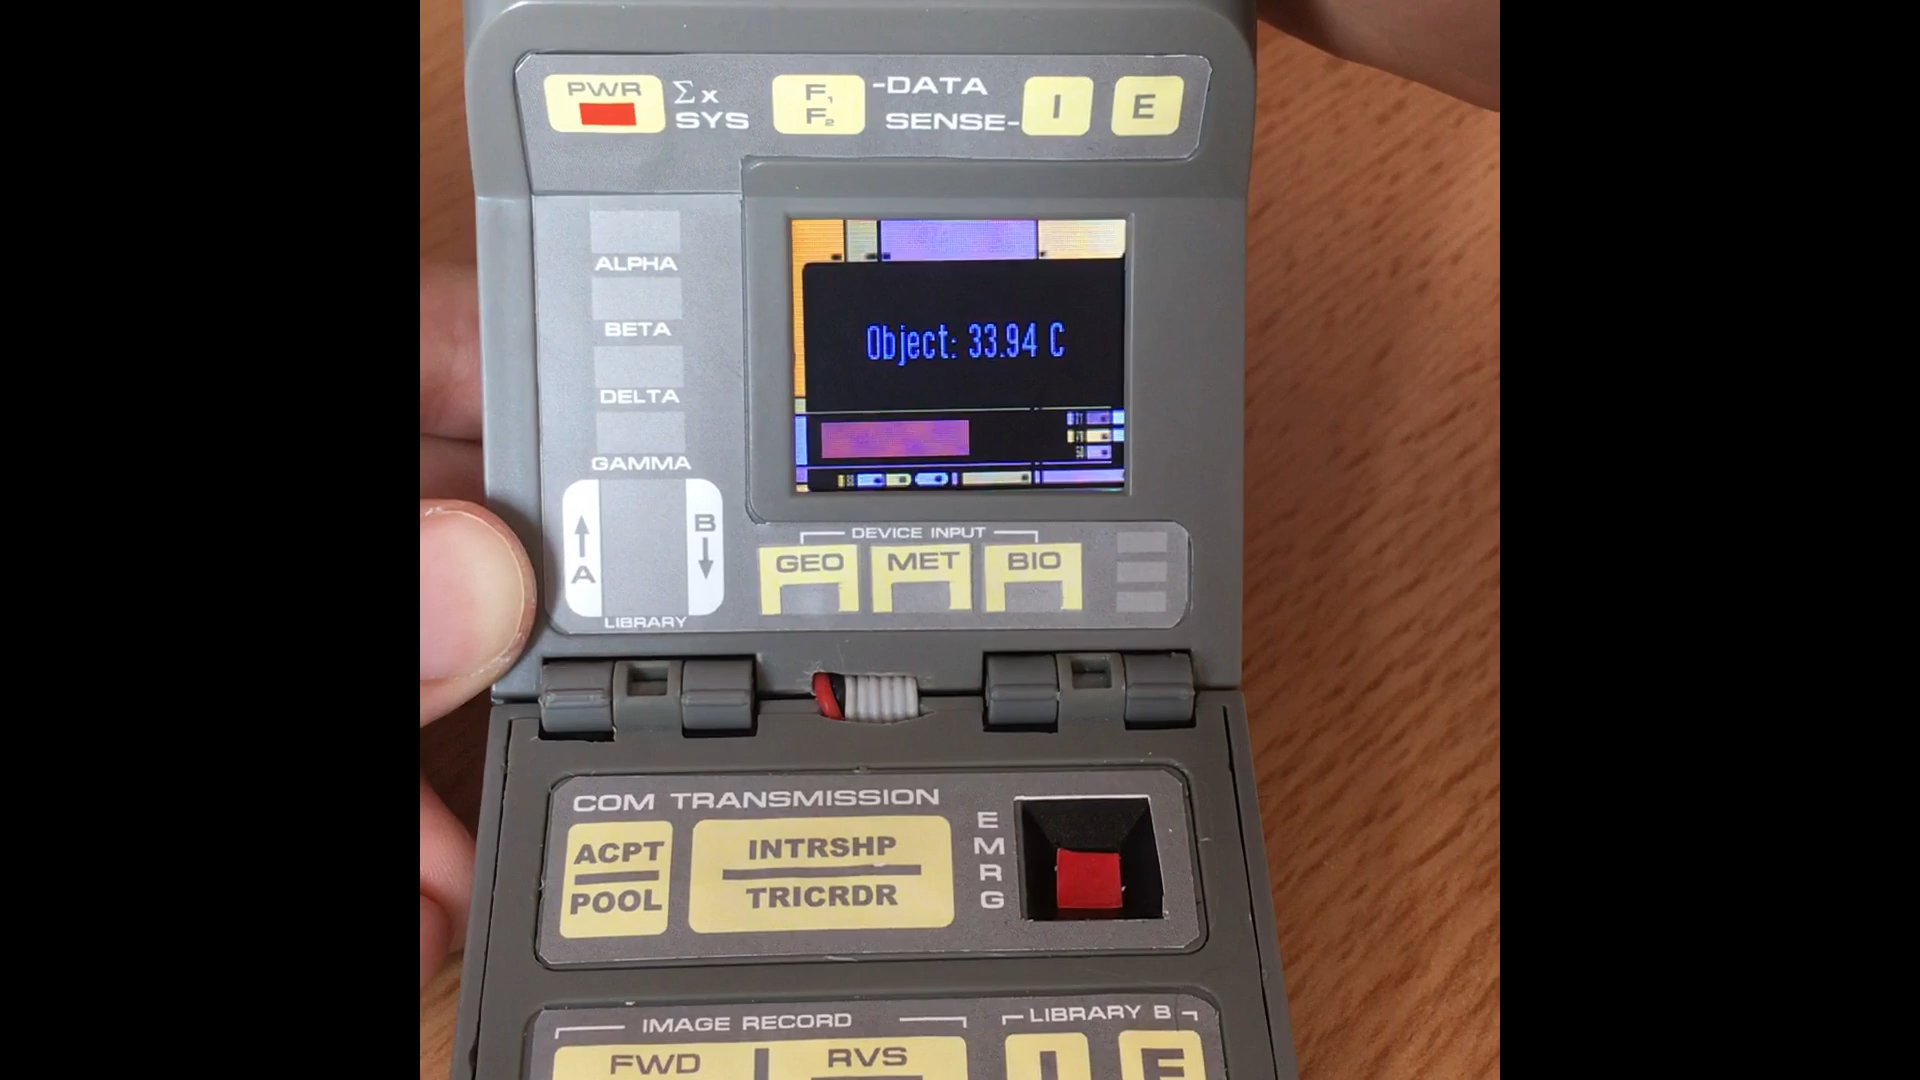 PWR
Σx
SYS
F₁
F₂
-DATA
SENSE-
I
E
ALPHA
BETA
DELTA
GAMMA
A
B
LIBRARY
Object: 33.94 C
DEVICE INPUT
GEO
MET
BIO
COM TRANSMISSION
ACPT
POOL
INTRSHP
TRICRDR
EMRG
IMAGE RECORD
FWD
RVS
LIBRARY B
I
E